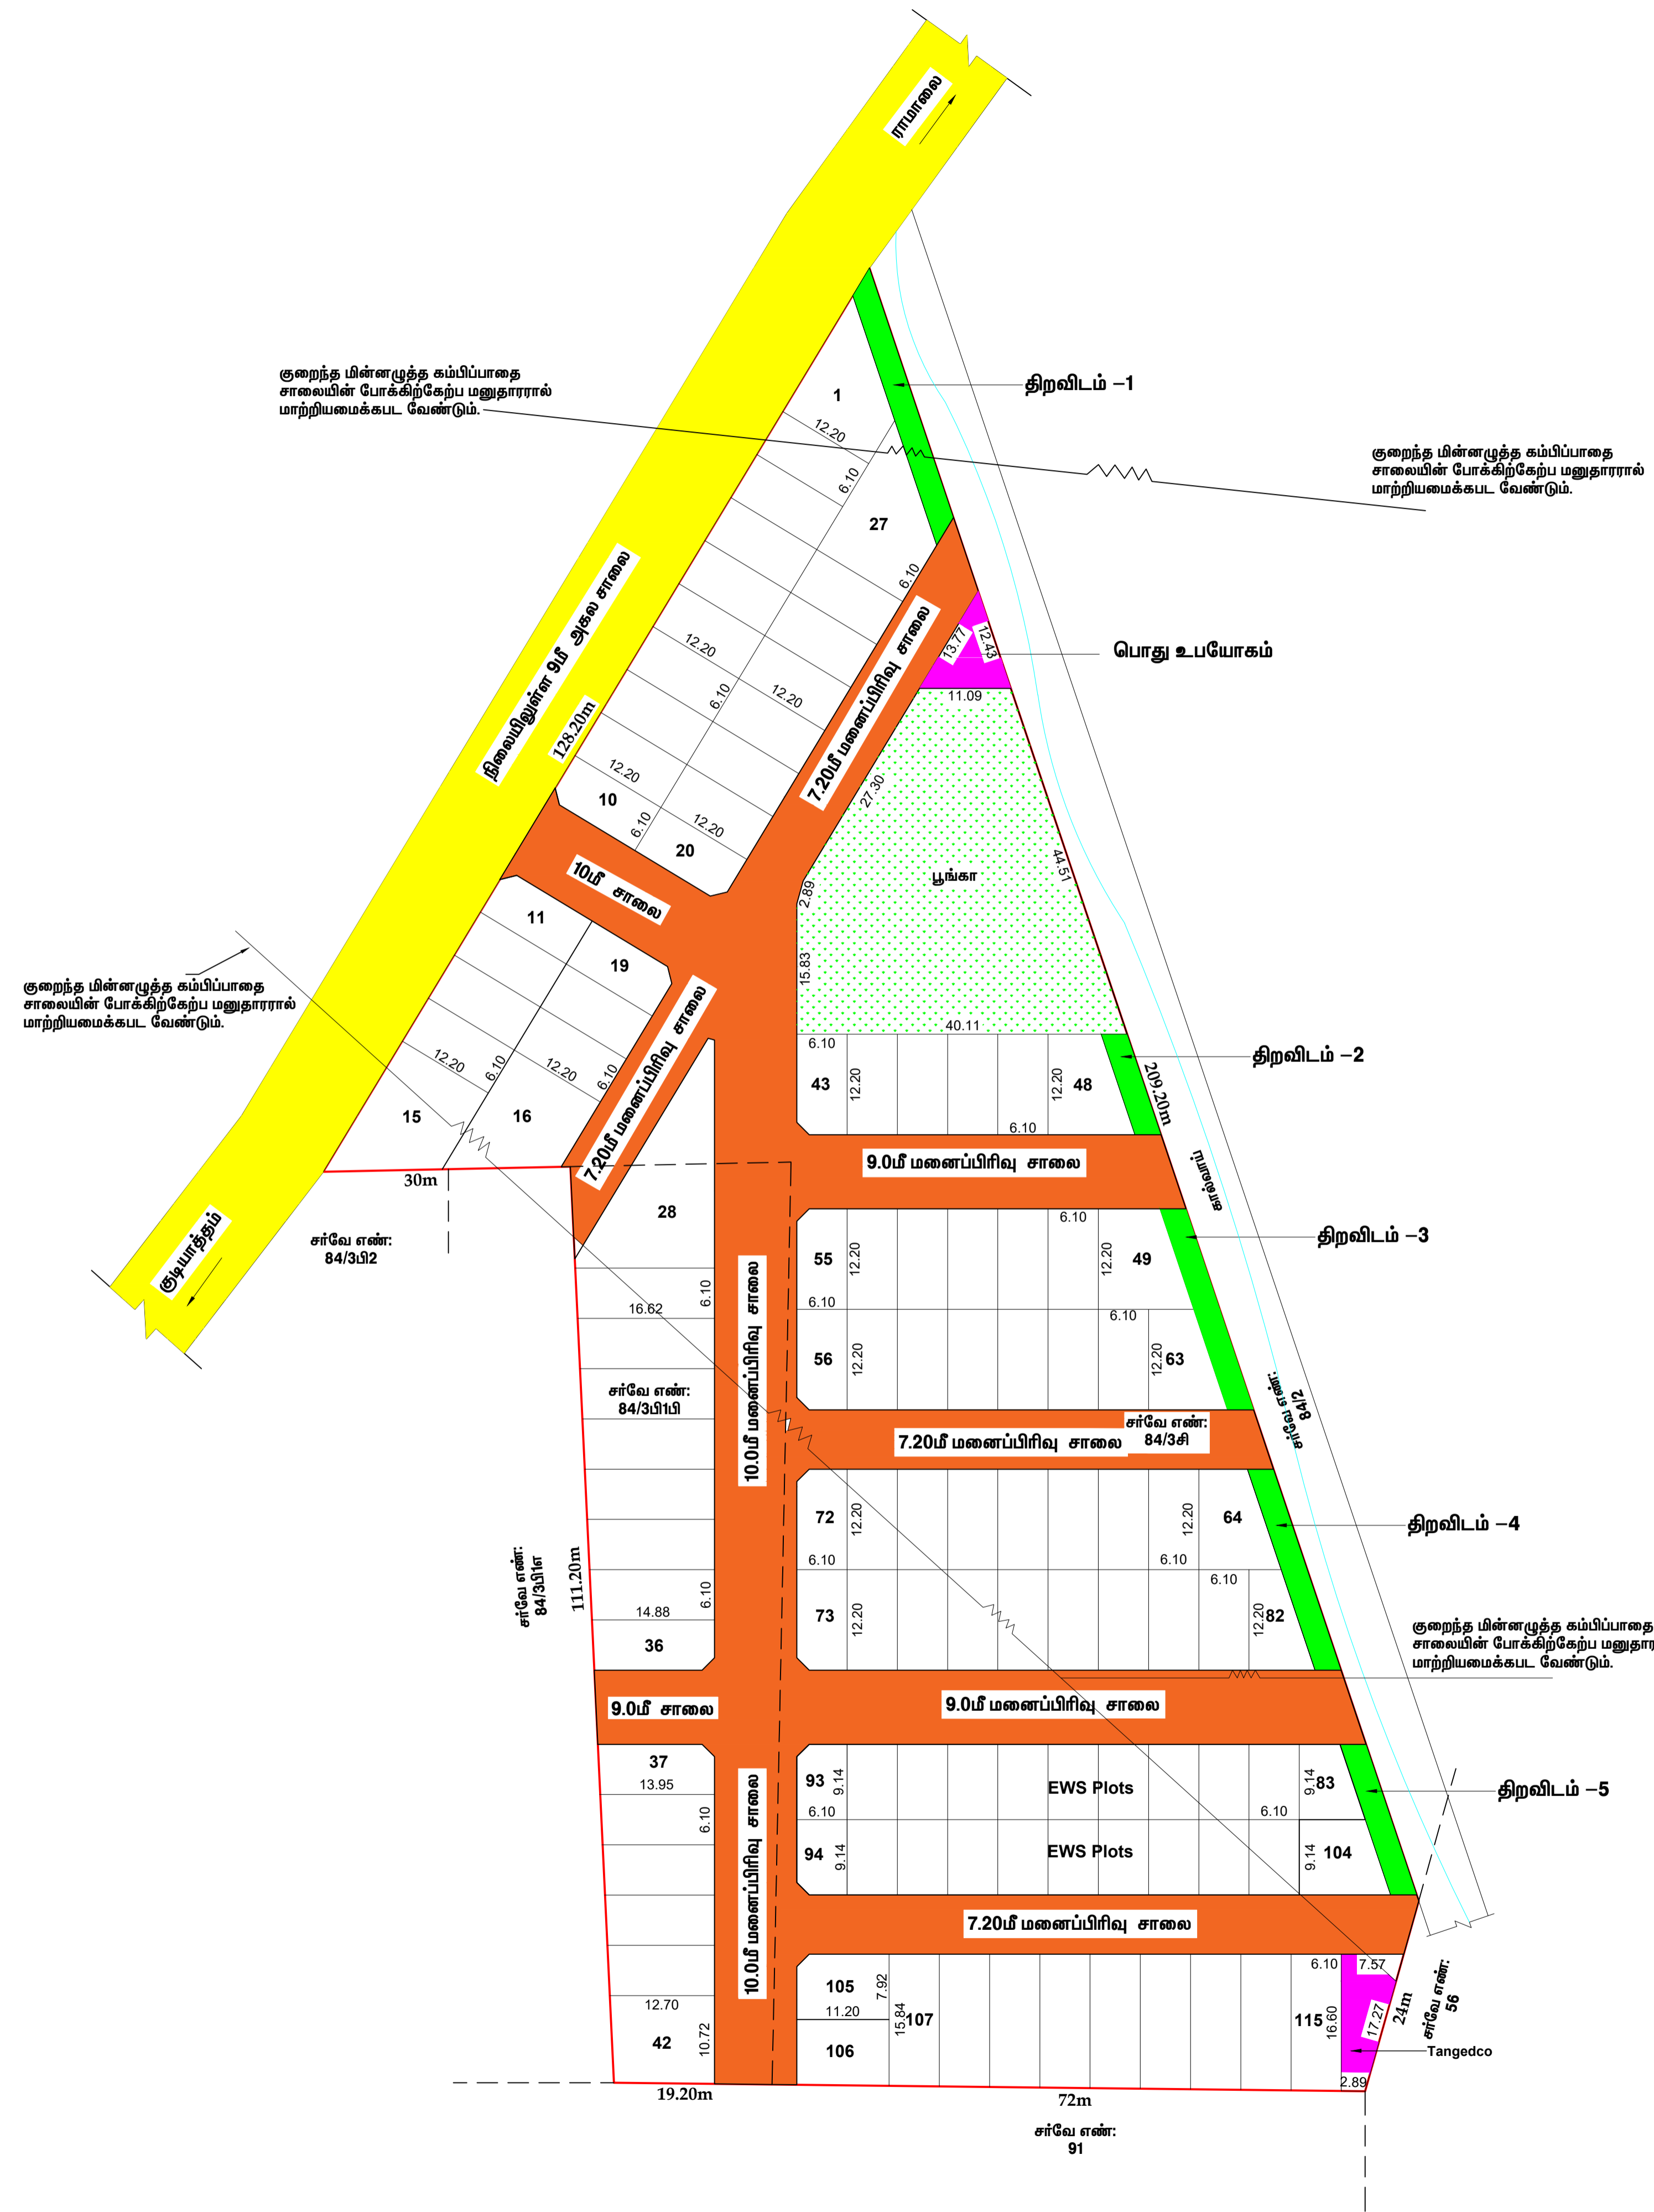 ராமாலை
குறைந்த மின்னழுத்த கம்பிப்பாதை
சாலையின் போக்கிற்கேற்ப மனுதாரரால்
மாற்றியமைக்கபட வேண்டும்.
1
திறவிடம் –1
12.20
குறைந்த மின்னழுத்த கம்பிப்பாதை
சாலையின் போக்கிற்கேற்ப மனுதாரரால்
மாற்றியமைக்கபட வேண்டும்.
6.10
27
நிலையிலுள்ள 9மீ அகல சாலை
6.10
7.20மீ மனைப்பிரிவு சாலை
13.77
12.43
பொது உபயோகம்
11.09
12.20
6.10
12.20
128.20m
12.20
10
6.10
12.20
20
27.30
10மீ சாலை
பூங்கா
44.51
2.89
15.83
40.11
11
19
குறைந்த மின்னழுத்த கம்பிப்பாதை
சாலையின் போக்கிற்கேற்ப மனுதாரரால்
மாற்றியமைக்கபட வேண்டும்.
12.20
6.10
12.20
6.10
15
16
7.20மீ மனைப்பிரிவு சாலை
6.10
43
12.20
12.20
48
6.10
திறவிடம் –2
209.20m
கால்வாய்
9.0மீ மனைப்பிரிவு சாலை
30m
சர்வே எண்:
84/3பி2
குடியாத்தம்
28
6.10
16.62
10.0மீ மனைப்பிரிவு சாலை
6.10
55
12.20
12.20
49
திறவிடம் –3
6.10
6.10
56
12.20
12.20
63
சர்வே எண்:
84/3பி1பி
சர்வே எண்:
84/2
7.20மீ மனைப்பிரிவு சாலை
சர்வே எண்:
84/3சி
72
12.20
12.20
64
திறவிடம் –4
6.10
6.10
சர்வே எண்:
84/3பி1எ
111.20m
6.10
14.88
36
6.10
73
12.20
12.20
82
குறைந்த மின்னழுத்த கம்பிப்பாதை
சாலையின் போக்கிற்கேற்ப மனுதார
மாற்றியமைக்கபட வேண்டும்.
9.0மீ சாலை
9.0மீ மனைப்பிரிவு சாலை
37
13.95
6.10
10.0மீ மனைப்பிரிவு சாலை
93
9.14
EWS Plots
9.14
83
திறவிடம் –5
6.10
6.10
94
9.14
EWS Plots
9.14
104
7.20மீ மனைப்பிரிவு சாலை
12.70
42
10.72
105
7.92
11.20
15.84
107
106
6.10
7.57
115
16.60
17.27
24m
சர்வே எண்:
56
Tangedco
2.89
19.20m
72m
சர்வே எண்:
91